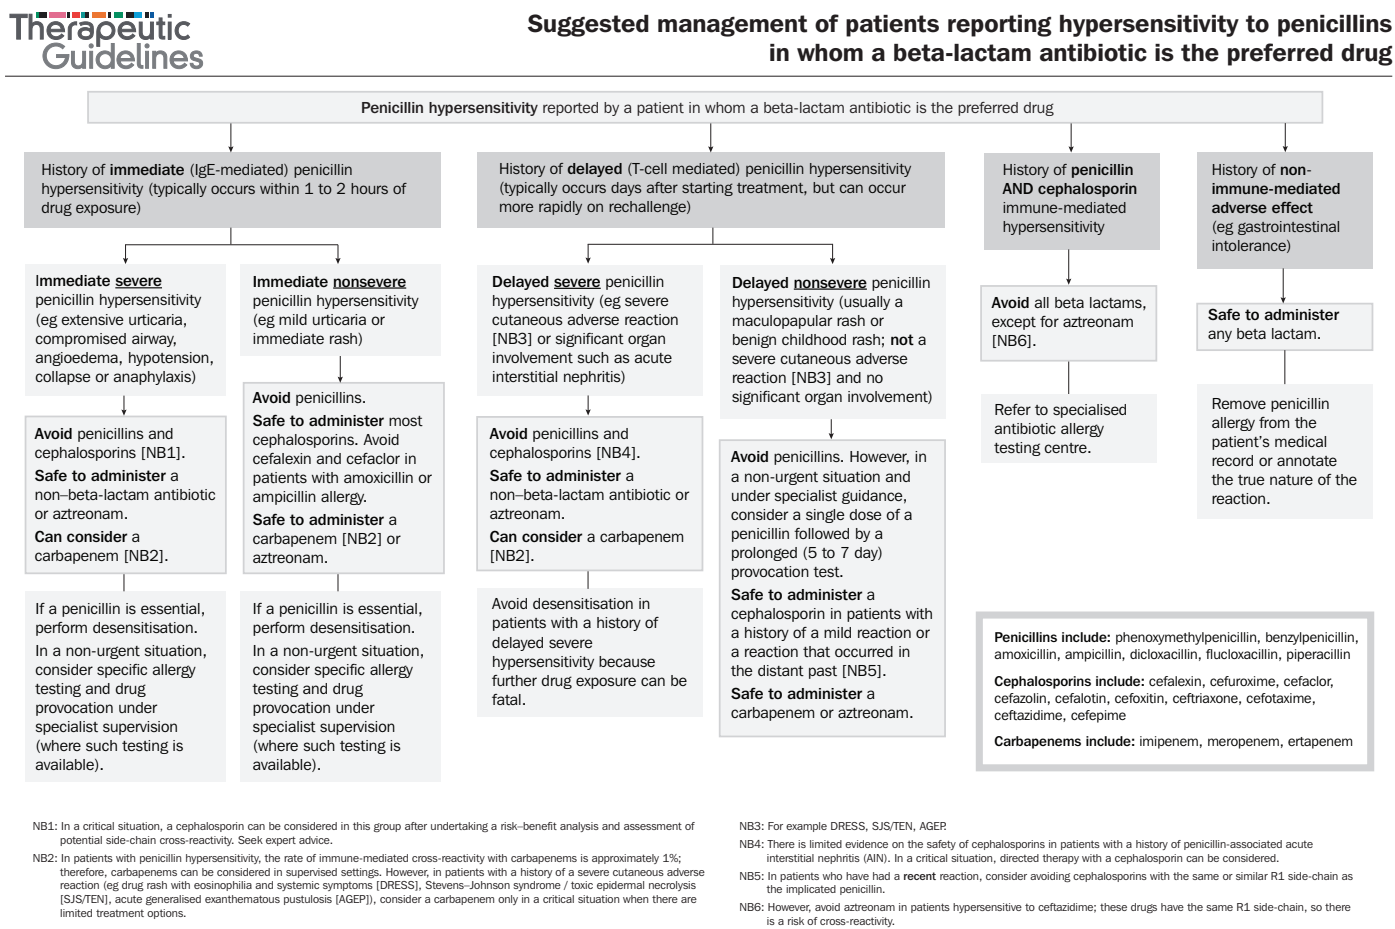 Therapeutic
Guidelines
Suggested management of patients reporting hypersensitivity to penicillins
in whom a beta-lactam antibiotic is the preferred drug
Penicillin hypersensitivity reported by a patient in whom a beta-lactam antibiotic is the preferred drug
History of immediate (IgE-mediated) penicillin
hypersensitivity (typically occurs within 1 to 2 hours of
drug exposure)
Immediate severe
penicillin hypersensitivity
(eg extensive urticaria,
compromised airway,
angioedema, hypotension,
collapse or anaphylaxis)
Avoid penicillins and
cephalosporins [NB1].
Safe to administer a
non–beta-lactam antibiotic
or aztreonam.
Can consider a
carbapenem [NB2].
If a penicillin is essential,
perform desensitisation.
In a non-urgent situation,
consider specific allergy
testing and drug
provocation under
specialist supervision
(where such testing is
available).
Immediate nonsevere
penicillin hypersensitivity
(eg mild urticaria or
immediate rash)
Avoid penicillins.
Safe to administer most
cephalosporins. Avoid
cefalexin and cefaclor in
patients with amoxicillin or
ampicillin allergy.
Safe to administer a
carbapenem [NB2] or
aztreonam.
If a penicillin is essential,
perform desensitisation.
In a non-urgent situation,
consider specific allergy
testing and drug
provocation under
specialist supervision
(where such testing is
available).
History of delayed (T-cell mediated) penicillin hypersensitivity
(typically occurs days after starting treatment, but can occur
more rapidly on rechallenge)
Delayed severe penicillin
hypersensitivity (eg severe
cutaneous adverse reaction
[NB3] or significant organ
involvement such as acute
interstitial nephritis)
Avoid penicillins and
cephalosporins [NB4].
Safe to administer a
non–beta-lactam antibiotic or
aztreonam.
Can consider a carbapenem
[NB2].
Avoid desensitisation in
patients with a history of
delayed severe
hypersensitivity because
further drug exposure can be
fatal.
Delayed nonsevere penicillin
hypersensitivity (usually a
maculopapular rash or
benign childhood rash; not a
severe cutaneous adverse
reaction [NB3] and no
significant organ involvement)
Avoid penicillins. However, in
a non-urgent situation and
under specialist guidance,
consider a single dose of a
penicillin followed by a
prolonged (5 to 7 day)
provocation test.
Safe to administer a
cephalosporin in patients with
a history of a mild reaction or
a reaction that occurred in
the distant past [NB5].
Safe to administer a
carbapenem or aztreonam.
History of penicillin
AND cephalosporin
immune-mediated
hypersensitivity
Avoid all beta lactams,
except for aztreonam
[NB6].
Refer to specialised
antibiotic allergy
testing centre.
History of non-
immune-mediated
adverse effect
(eg gastrointestinal
intolerance)
Safe to administer
any beta lactam.
Remove penicillin
allergy from the
patient's medical
record or annotate
the true nature of the
reaction.
Penicillins include: phenoxymethylpenicillin, benzylpenicillin,
amoxicillin, ampicillin, dicloxacillin, flucloxacillin, piperacillin
Cephalosporins include: cefalexin, cefuroxime, cefaclor,
cefazolin, cefalotin, cefoxitin, ceftriaxone, cefotaxime,
ceftazidime, cefepime
Carbapenems include: imipenem, meropenem, ertapenem
NB1: In a critical situation, a cephalosporin can be considered in this group after undertaking a risk–benefit analysis and assessment of
potential side-chain cross-reactivity. Seek expert advice.
NB2: In patients with penicillin hypersensitivity, the rate of immune-mediated cross-reactivity with carbapenems is approximately 1%;
therefore, carbapenems can be considered in supervised settings. However, in patients with a history of a severe cutaneous adverse
reaction (eg drug rash with eosinophilia and systemic symptoms [DRESS], Stevens–Johnson syndrome / toxic epidermal necrolysis
[SJS/TEN], acute generalised exanthematous pustulosis [AGEP]), consider a carbapenem only in a critical situation when there are
limited treatment options.
NB3: For example DRESS, SJS/TEN, AGEP.
NB4: There is limited evidence on the safety of cephalosporins in patients with a history of penicillin-associated acute
interstitial nephritis (AIN). In a critical situation, directed therapy with a cephalosporin can be considered.
NB5: In patients who have had a recent reaction, consider avoiding cephalosporins with the same or similar R1 side-chain as
the implicated penicillin.
NB6: However, avoid aztreonam in patients hypersensitive to ceftazidime; these drugs have the same R1 side-chain, so there
is a risk of cross-reactivity.